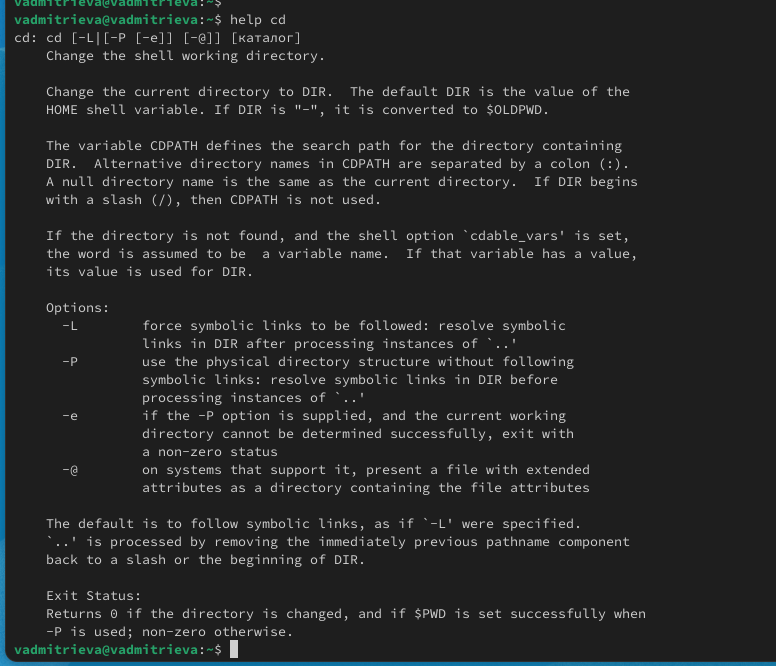 vadmitrieva@vadmitrieva:~$
vadmitrieva@vadmitrieva:~$ help cd
cd: cd [-L|[-P [-e]] [-@]] [каталог]
    Change the shell working directory.

    Change the current directory to DIR.  The default DIR is the value of the
    HOME shell variable. If DIR is "-", it is converted to $OLDPWD.

    The variable CDPATH defines the search path for the directory containing
    DIR.  Alternative directory names in CDPATH are separated by a colon (:).
    A null directory name is the same as the current directory.  If DIR begins
    with a slash (/), then CDPATH is not used.

    If the directory is not found, and the shell option `cdable_vars' is set,
    the word is assumed to be  a variable name.  If that variable has a value,
    its value is used for DIR.

    Options:
      -L        force symbolic links to be followed: resolve symbolic
                links in DIR after processing instances of `..'
      -P        use the physical directory structure without following
                symbolic links: resolve symbolic links in DIR before
                processing instances of `..'
      -e        if the -P option is supplied, and the current working
                directory cannot be determined successfully, exit with
                a non-zero status
      -@        on systems that support it, present a file with extended
                attributes as a directory containing the file attributes

    The default is to follow symbolic links, as if `-L' were specified.
    `..' is processed by removing the immediately previous pathname component
    back to a slash or the beginning of DIR.

    Exit Status:
    Returns 0 if the directory is changed, and if $PWD is set successfully when
    -P is used; non-zero otherwise.
vadmitrieva@vadmitrieva:~$